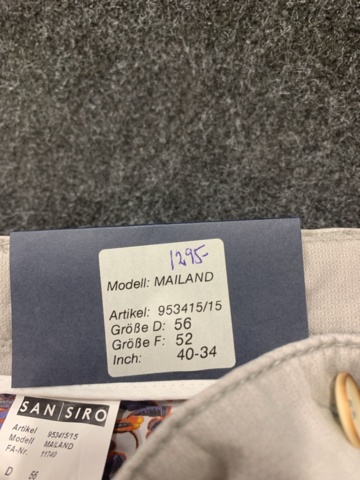 1295-
Modell: MAILAND
Artikel: 953415/15
Größe D: 56
Größe F: 52
Inch: 40-34
SAN SIRO
Artikel 953415/15
Modell MAILAND
FA-Nr. 11740
D 56